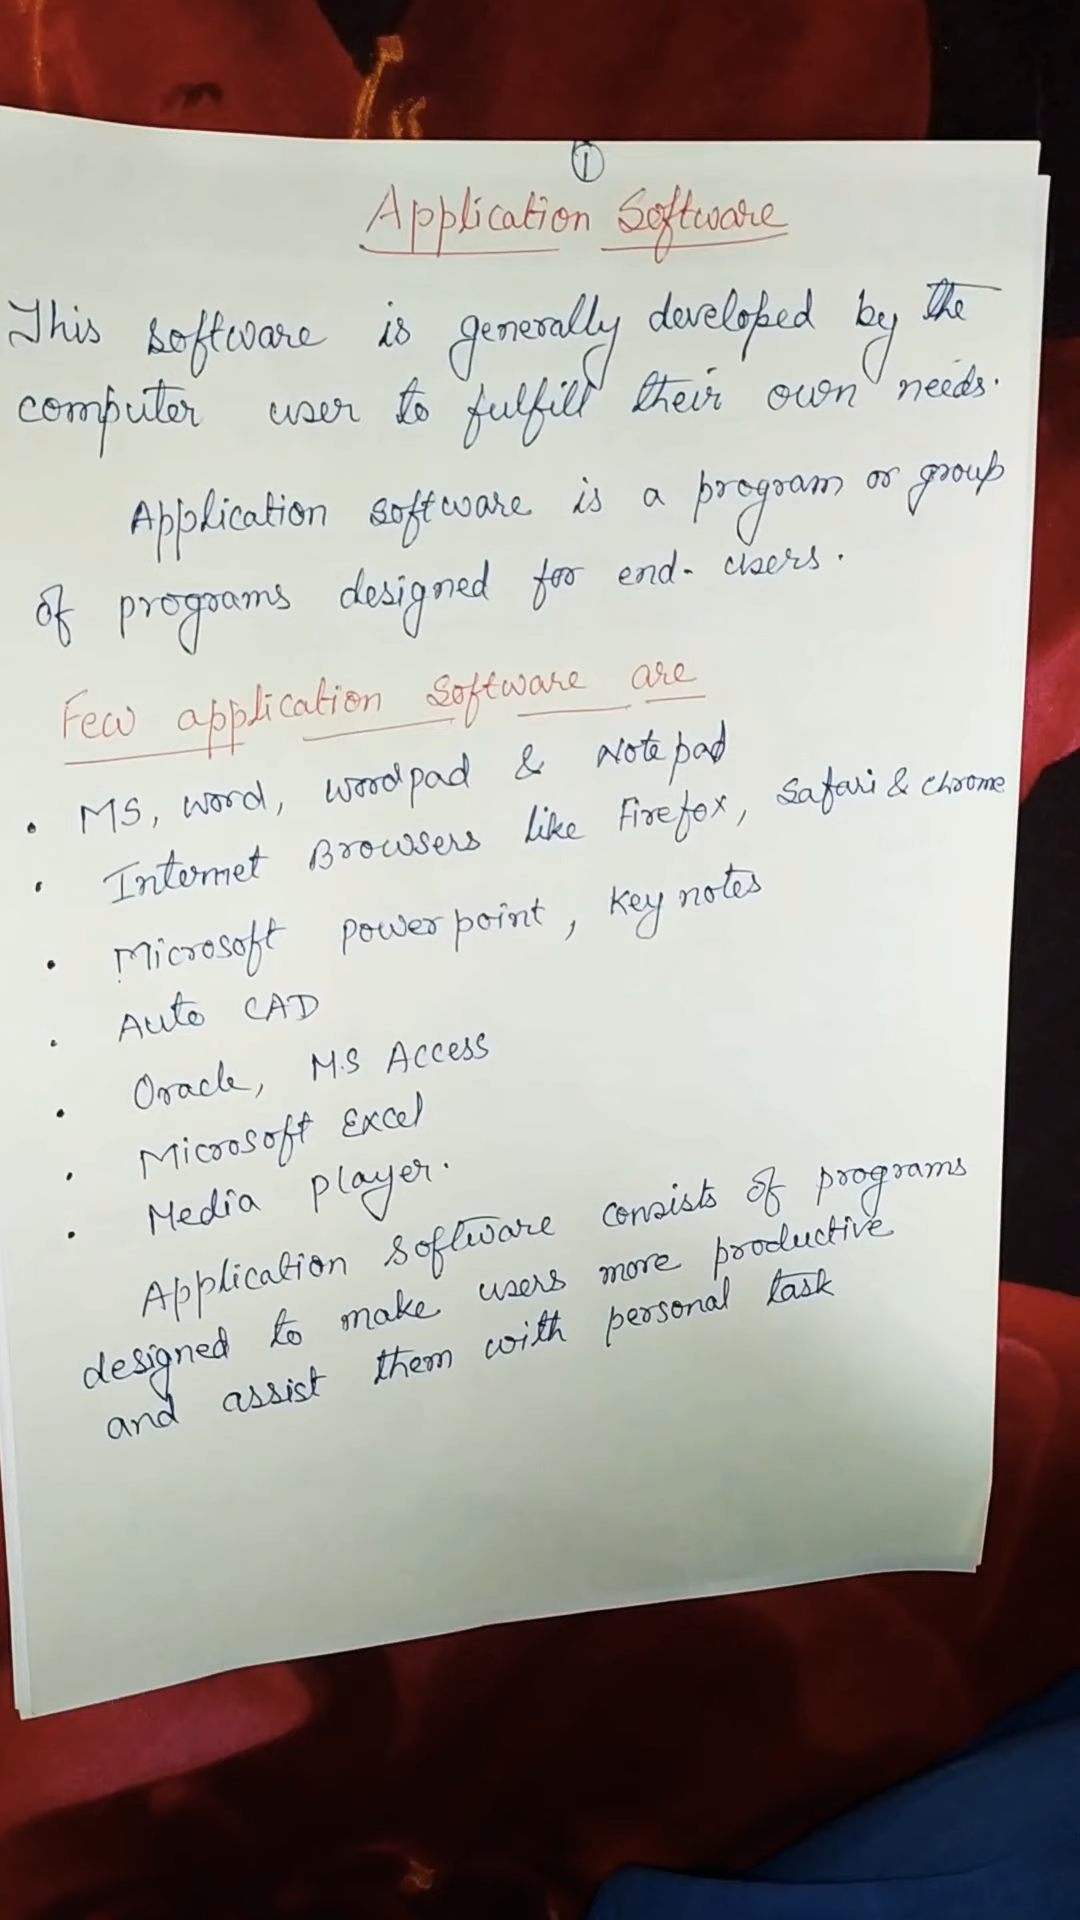 1
Application Software
This software is generally developed by the
computer user to fulfill their own needs.
Application software is a program or group
of programs designed for end-users.
Few application software are
• MS, word, wordpad & Notepad
• Internet Browsers like Firefox, Safari & chrome
• Microsoft powerpoint, key notes
• Auto CAD
• Oracle, M.S Access
• Microsoft Excel
• Media player.
Application software consists of programs
designed to make users more productive
and assist them with personal task